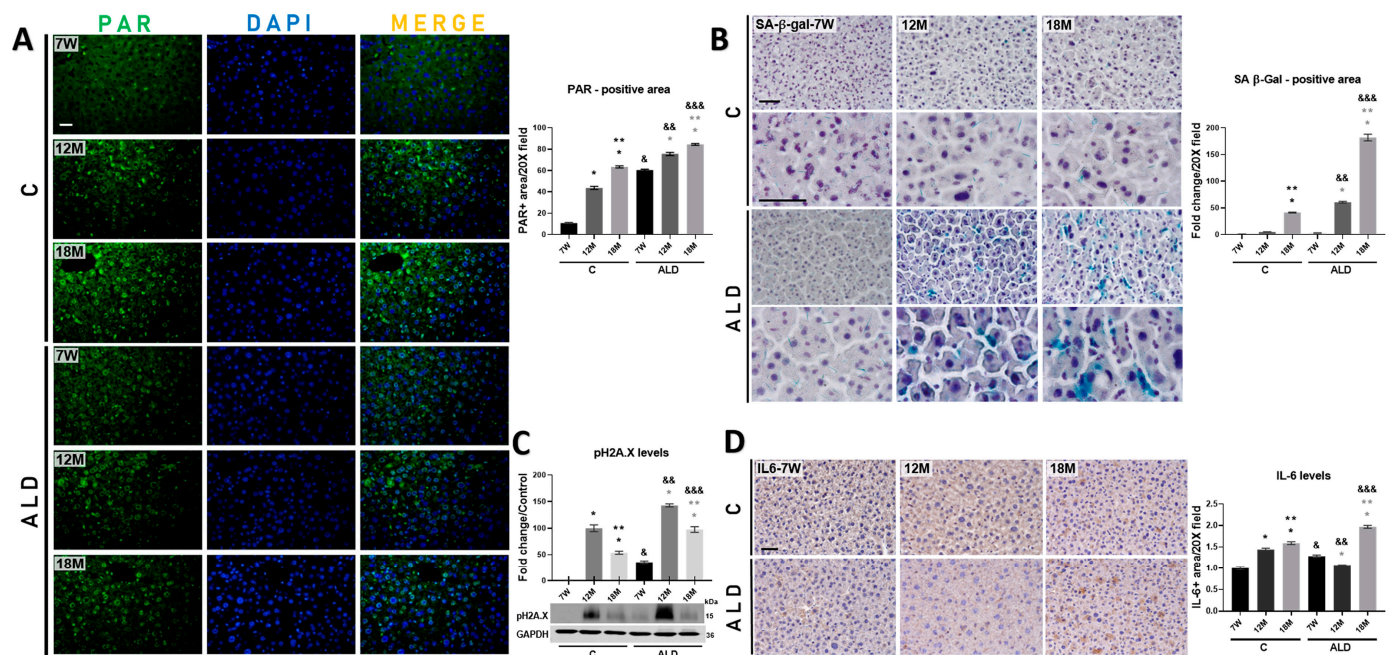 A
PAR DAPI MERGE
C
7W
12M
18M
ALD
7W
12M
18M
PAR - positive area
PAR+ area/20X field
100
80
60
40
20
0
* ** * & && * &&& ** *
7W 12M 18M 7W 12M 18M
C ALD
B
SA-β-gal-7W 12M 18M
C
ALD
SA β-Gal - positive area
Fold change/20X field
200
150
100
50
0
** * && * &&& ** *
7W 12M 18M 7W 12M 18M
C ALD
C
pH2A.X levels
Fold change/Control
200
150
100
50
0
* ** * & && * &&& ** *
7W 12M 18M 7W 12M 18M
kDa
pH2A.X 15
GAPDH 36
C ALD
D
IL6-7W 12M 18M
C
ALD
IL-6 levels
IL-6+ area/20X field
2.5
2.0
1.5
1.0
0.5
0.0
* ** * & && * &&& ** *
7W 12M 18M 7W 12M 18M
C ALD